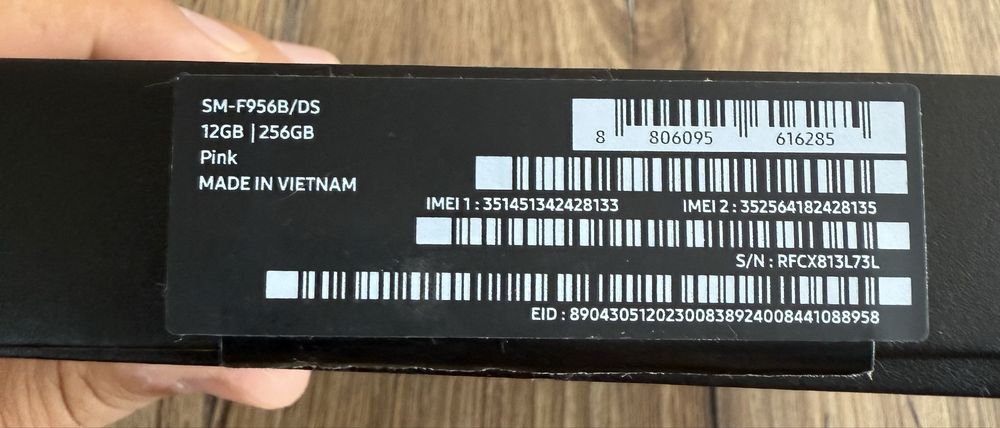 SM-F956B/DS
12GB | 256GB
Pink
MADE IN VIETNAM
8 806095 616285
IMEI 1 : 351451342428133 IMEI 2 : 352564182428135
S/N : RFCX813L73L
EID : 89043051202300838924008441088958